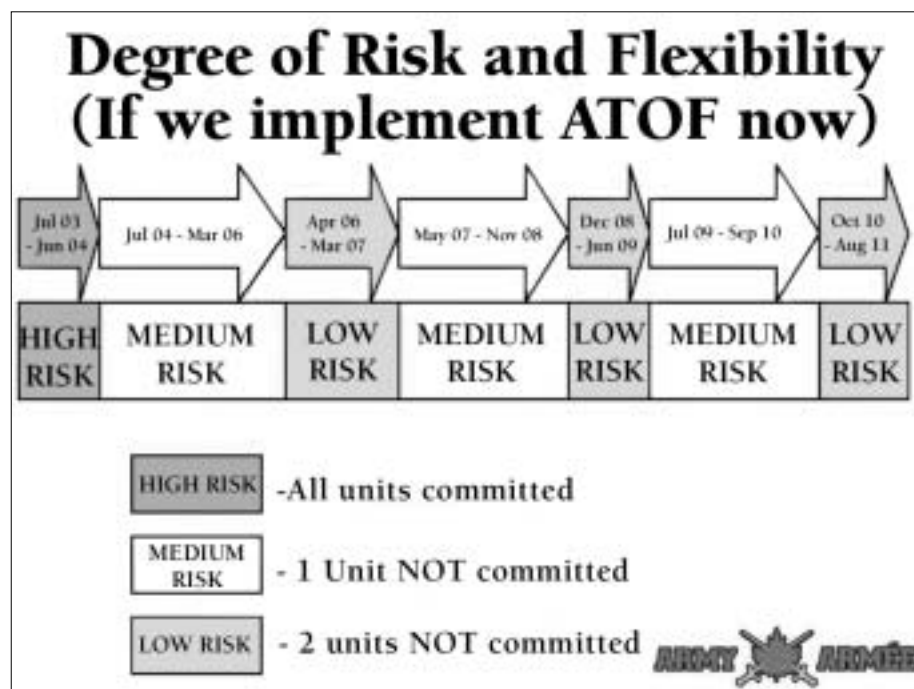 Degree of Risk and Flexibility
(If we implement ATOF now)
Jul 03
- Jun 04
Jul 04 - Mar 06
Apr 06
- Mar 07
May 07 - Nov 08
Dec 08
- Jun 09
Jul 09 - Sep 10
Oct 10
- Aug 11
HIGH
RISK
MEDIUM
RISK
LOW
RISK
MEDIUM
RISK
LOW
RISK
MEDIUM
RISK
LOW
RISK
HIGH RISK
-All units committed
MEDIUM
RISK
- 1 Unit NOT committed
LOW RISK
- 2 units NOT committed
ARMY ARMÉE